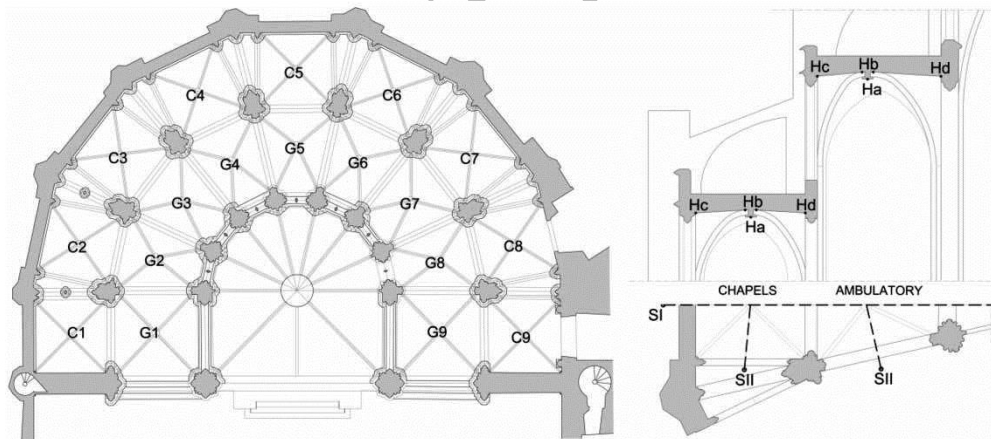 C5
C4
C6
C3
G5
C7
G4
G6
G3
G7
C2
C8
G2
G8
C1
G1
G9
C9
Hc
Hb
Hd
Ha
Hc
Hb
Hd
Ha
CHAPELS
AMBULATORY
SI
SII
SII